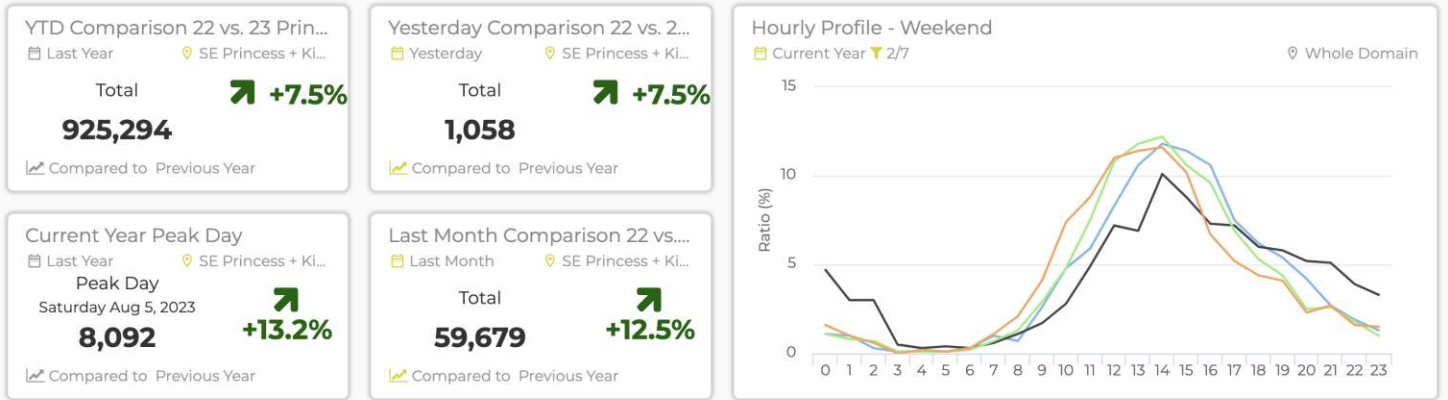 YTD Comparison 22 vs. 23 Prin...
Last Year SE Princess + Ki...
Total +7.5%
925,294
Compared to Previous Year
Yesterday Comparison 22 vs. 2...
Yesterday SE Princess + Ki...
Total +7.5%
1,058
Compared to Previous Year
Current Year Peak Day
Last Year SE Princess + Ki...
Peak Day
Saturday Aug 5, 2023
8,092 +13.2%
Compared to Previous Year
Last Month Comparison 22 vs....
Last Month SE Princess + Ki...
Total
59,679 +12.5%
Compared to Previous Year
Hourly Profile - Weekend
Current Year 2/7 Whole Domain
15
10
Ratio (%)
5
0
0 1 2 3 4 5 6 7 8 9 10 11 12 13 14 15 16 17 18 19 20 21 22 23